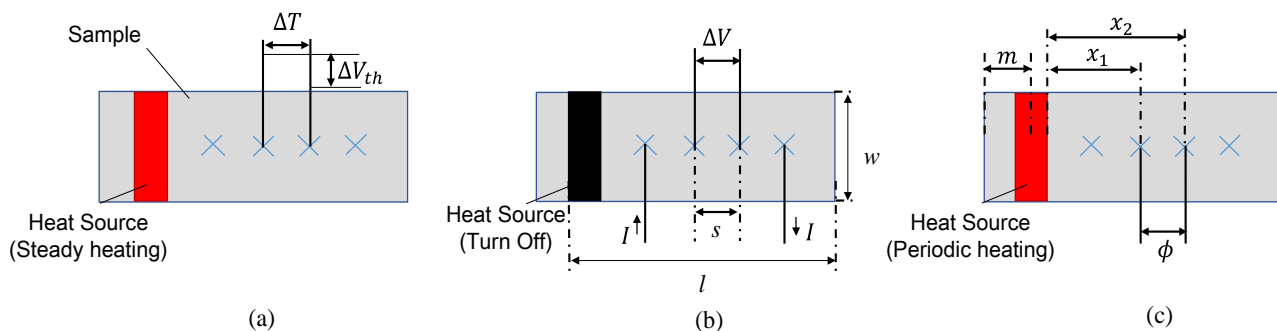 Sample
ΔT
ΔV_th
Heat Source
(Steady heating)
(a)
ΔV
Heat Source
(Turn Off)
I
s
I
w
l
(b)
x_2
x_1
m
Heat Source
(Periodic heating)
ϕ
(c)